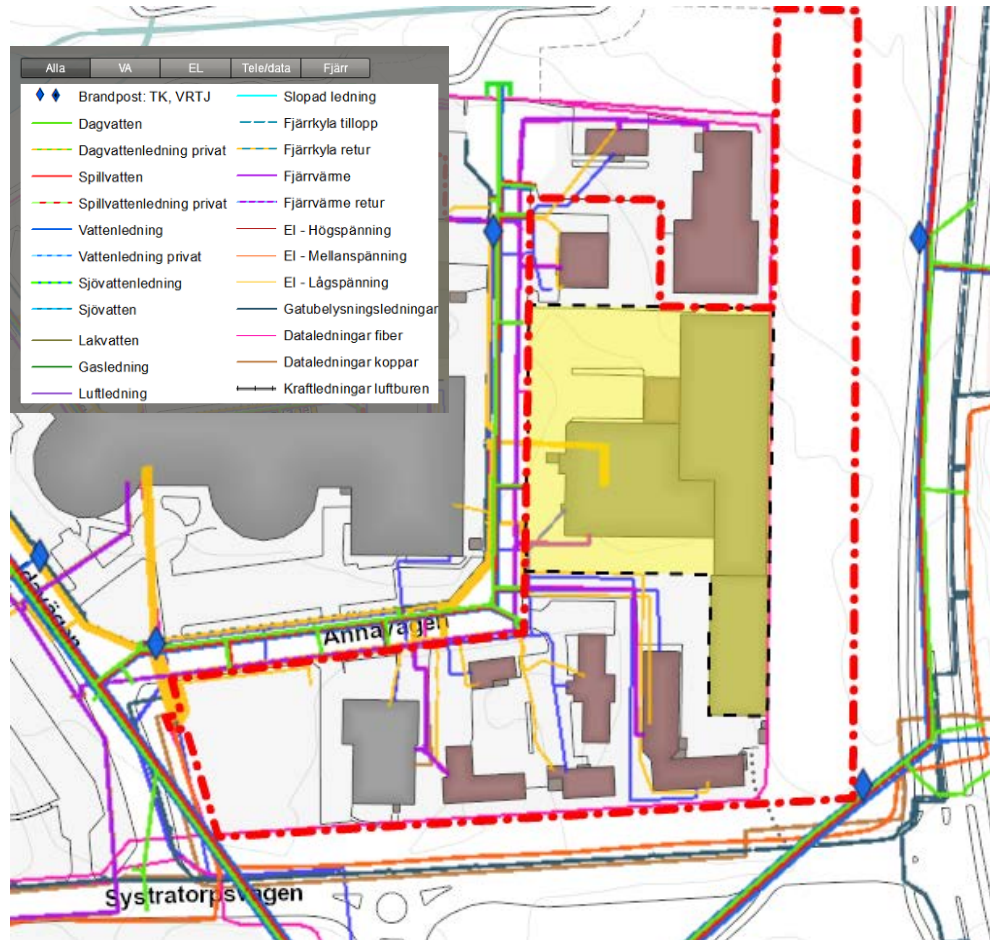 Alla VA EL Tele/data Fjärr
Brandpost: TK, VRTJ
Dagvatten
Dagvattenledning privat
Spillvatten
Spillvattenledning privat
Vattenledning
Vattenledning privat
Sjövattenledning
Sjövatten
Lakvatten
Gasledning
Luftledning
Slopad ledning
Fjärrkyla tillopp
Fjärrkyla retur
Fjärrvärme
Fjärrvärme retur
El - Högspänning
El - Mellanspänning
El - Lågspänning
Gatubelysningsledningar
Dataledningar fiber
Dataledningar koppar
Kraftledningar luftburen
Annavägen
Systratorpsvägen